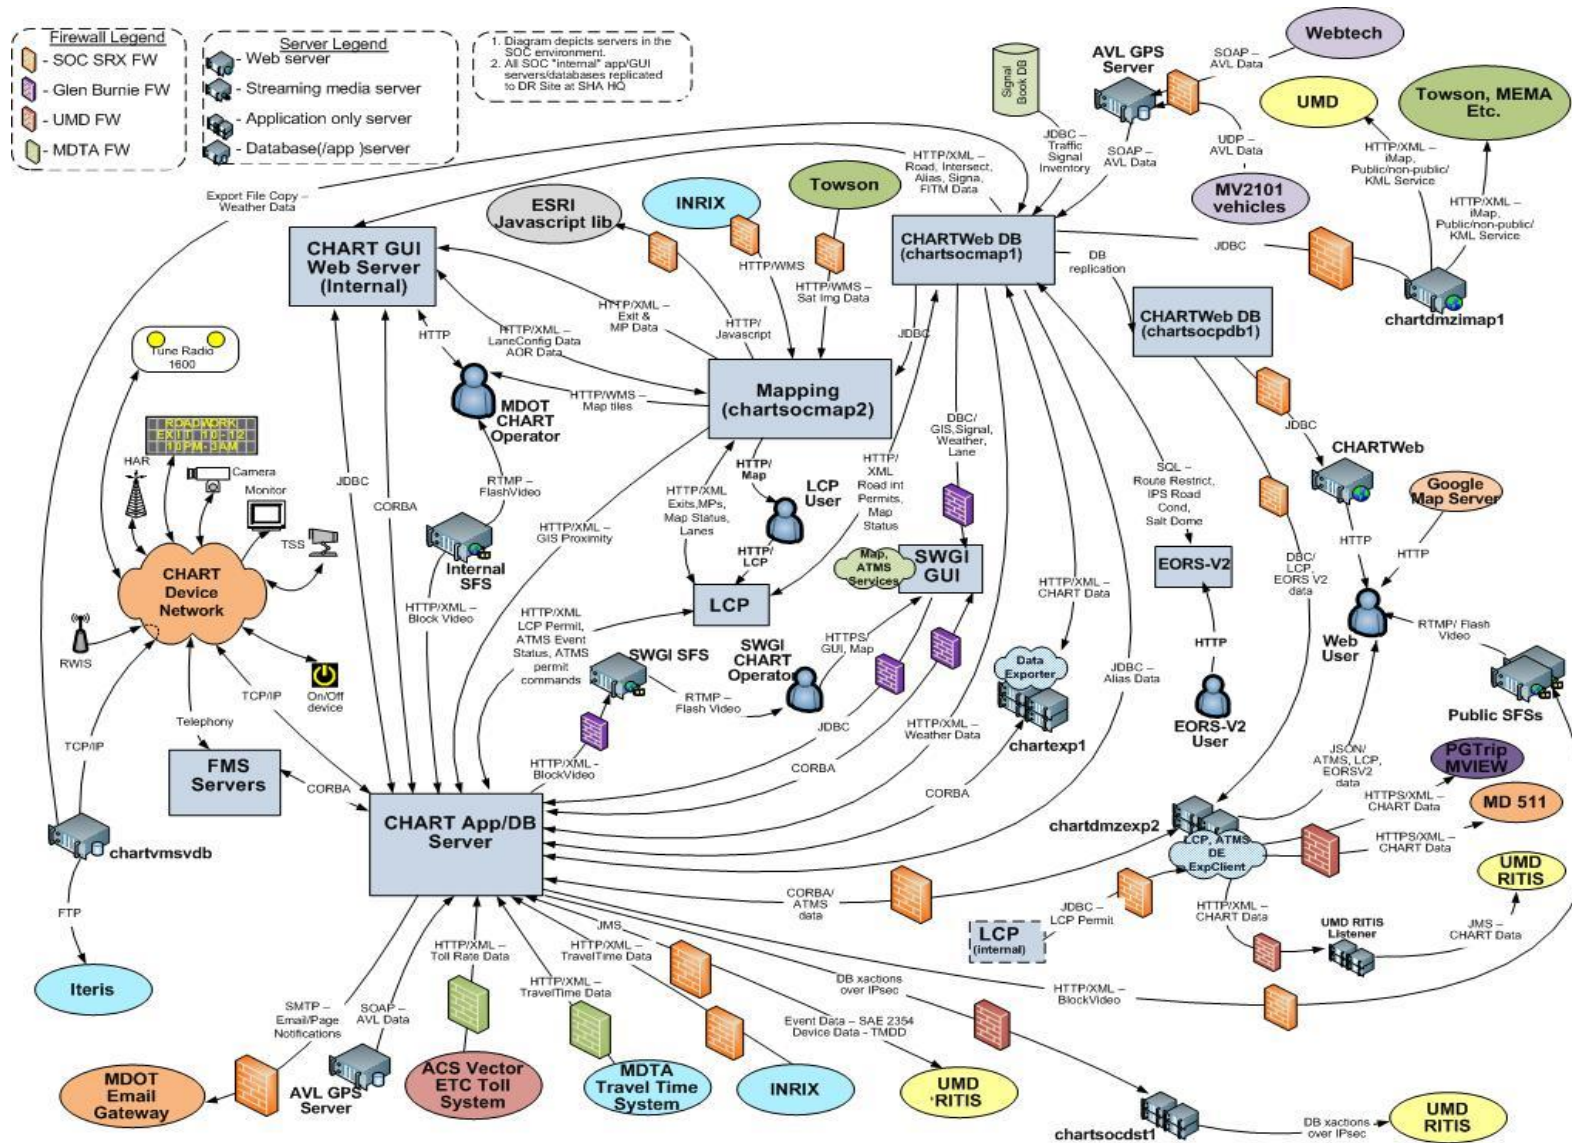 Firewall Legend
- SOC SRX FW
- Glen Burnie FW
- UMD FW
- MDTA FW
Server Legend
- Web server
- Streaming media server
- Application only server
- Database(/app )server
1. Diagram depicts servers in the
SOC environment.
2. All SOC "internal" app/GUI
servers/databases replicated
to DR Site at SHA HQ
Signal
Book DB
AVL GPS
Server
SOAP –
AVL Data
Webtech
UMD
Towson, MEMA
Etc.
JDBC –
Traffic
Signal
Inventory
SOAP –
AVL Data
UDP –
AVL Data
MV2101
vehicles
HTTP/XML –
iMap,
Public/non-public/
KML Service
HTTP/XML –
iMap,
Public/non-public/
KML Service
Export File Copy –
Weather Data
HTTP/XML –
Road, Intersect,
Alias, Signa,
FITM Data
ESRI
Javascript lib
INRIX
Towson
CHART GUI
Web Server
(Internal)
CHARTWeb DB
(chartsocmap1)
JDBC
DB
replication
chartdmzimap1
CHARTWeb DB
(chartsocpdb1)
HTTP/WMS
HTTP/WMS –
Sat Img Data
HTTP/XML –
Exit &
MP Data
HTTP/
Javascript
HTTP
HTTP/XML –
LaneConfig Data
AOR Data
JDBC
Tune Radio
1600
MDOT
CHART
Operator
HTTP/WMS –
Map tiles
Mapping
(chartsocmap2)
ROADWORK
EXIT 10-12
10PM-3AM
HAR
Camera
Monitor
TSS
JDBC
CORBA
RTMP –
FlashVideo
HTTP/XML
Exits,MPs,
Map Status,
Lanes
HTTP/
Map
LCP
User
HTTP/
LCP
HTTP/
XML
Road int
Permits,
Map
Status
DBC/
GIS,Signal,
Weather,
Lane
SQL –
Route Restrict,
IPS Road
Cond,
Salt Dome
JDBC
CHARTWeb
Google
Map Server
HTTP
HTTP
CHART
Device
Network
Internal
SFS
HTTP/XML –
GIS Proximity
Map,
ATMS
Services
SWGI
GUI
EORS-V2
DBC/
LCP,
EORS V2
data
LCP
HTTP/XML –
CHART Data
HTTP/XML –
Block Video
HTTP/XML
LCP Permit,
ATMS Event
Status, ATMS
permit
commands
RWIS
On/Off
device
Web
User
RTMP/ Flash
Video
HTTP
EORS-V2
User
Public SFSs
SWGI SFS
SWGI
CHART
Operator
HTTPS/
GUI, Map
RTMP –
Flash Video
Data
Exporter
chartexp1
JDBC –
Alias Data
TCP/IP
Telephony
TCP/IP
FMS
Servers
CORBA
HTTP/XML -
BlockVideo
JDBC
CORBA
HTTP/XML –
Weather Data
CORBA
JSON/
ATMS, LCP,
EORSV2
data
PGTrip
MVIEW
HTTPS/XML –
CHART Data
MD 511
HTTPS/XML –
CHART Data
CHART App/DB
Server
chartvmsvdb
chartdmzexp2
LCP, ATMS
DE
ExpClient
UMD
RITIS
CORBA/
ATMS
data
JDBC –
LCP Permit
LCP
(internal)
HTTP/XML –
CHART Data
UMD RITIS
Listener
JMS –
CHART Data
FTP
Iteris
SMTP –
Email/Page
Notifications
SOAP –
AVL Data
HTTP/XML –
Toll Rate Data
HTTP/XML –
TravelTime Data
JMS
HTTP/XML –
TravelTime Data
DB xactions
over IPsec
HTTP/XML –
BlockVideo
Event Data – SAE 2354
Device Data - TMDD
MDOT
Email
Gateway
AVL GPS
Server
ACS Vector
ETC Toll
System
MDTA
Travel Time
System
INRIX
UMD
RITIS
chartsocdst1
DB xactions
over IPsec
UMD
RITIS